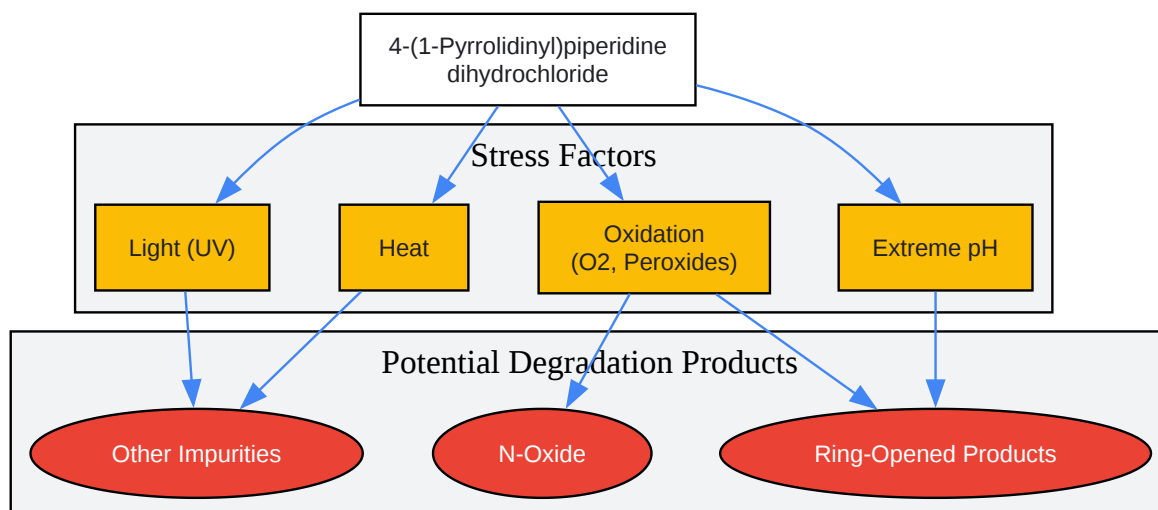 4-(1-Pyrrolidinyl)piperidine
dihydrochloride
Stress Factors
Light (UV)
Heat
Oxidation
(O2, Peroxides)
Extreme pH
Potential Degradation Products
Other Impurities
N-Oxide
Ring-Opened Products